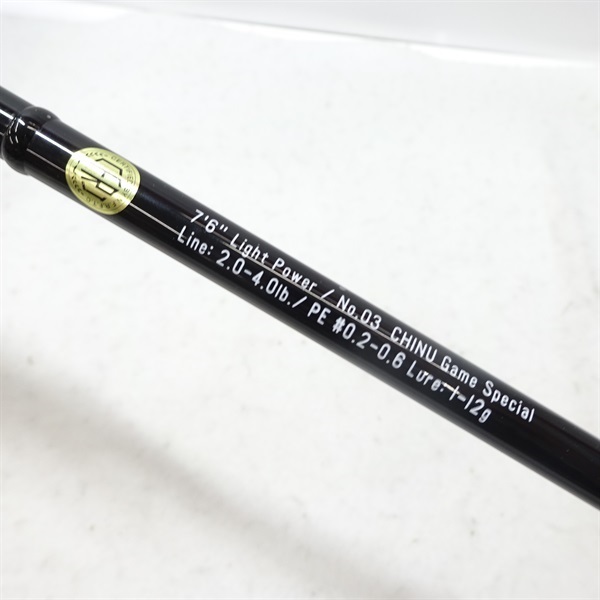 7'6" Light Power / No.03 CHINU Game Special
Line: 2.0-4.0lb. / PE #0.2-0.6 Lure: 1-12g